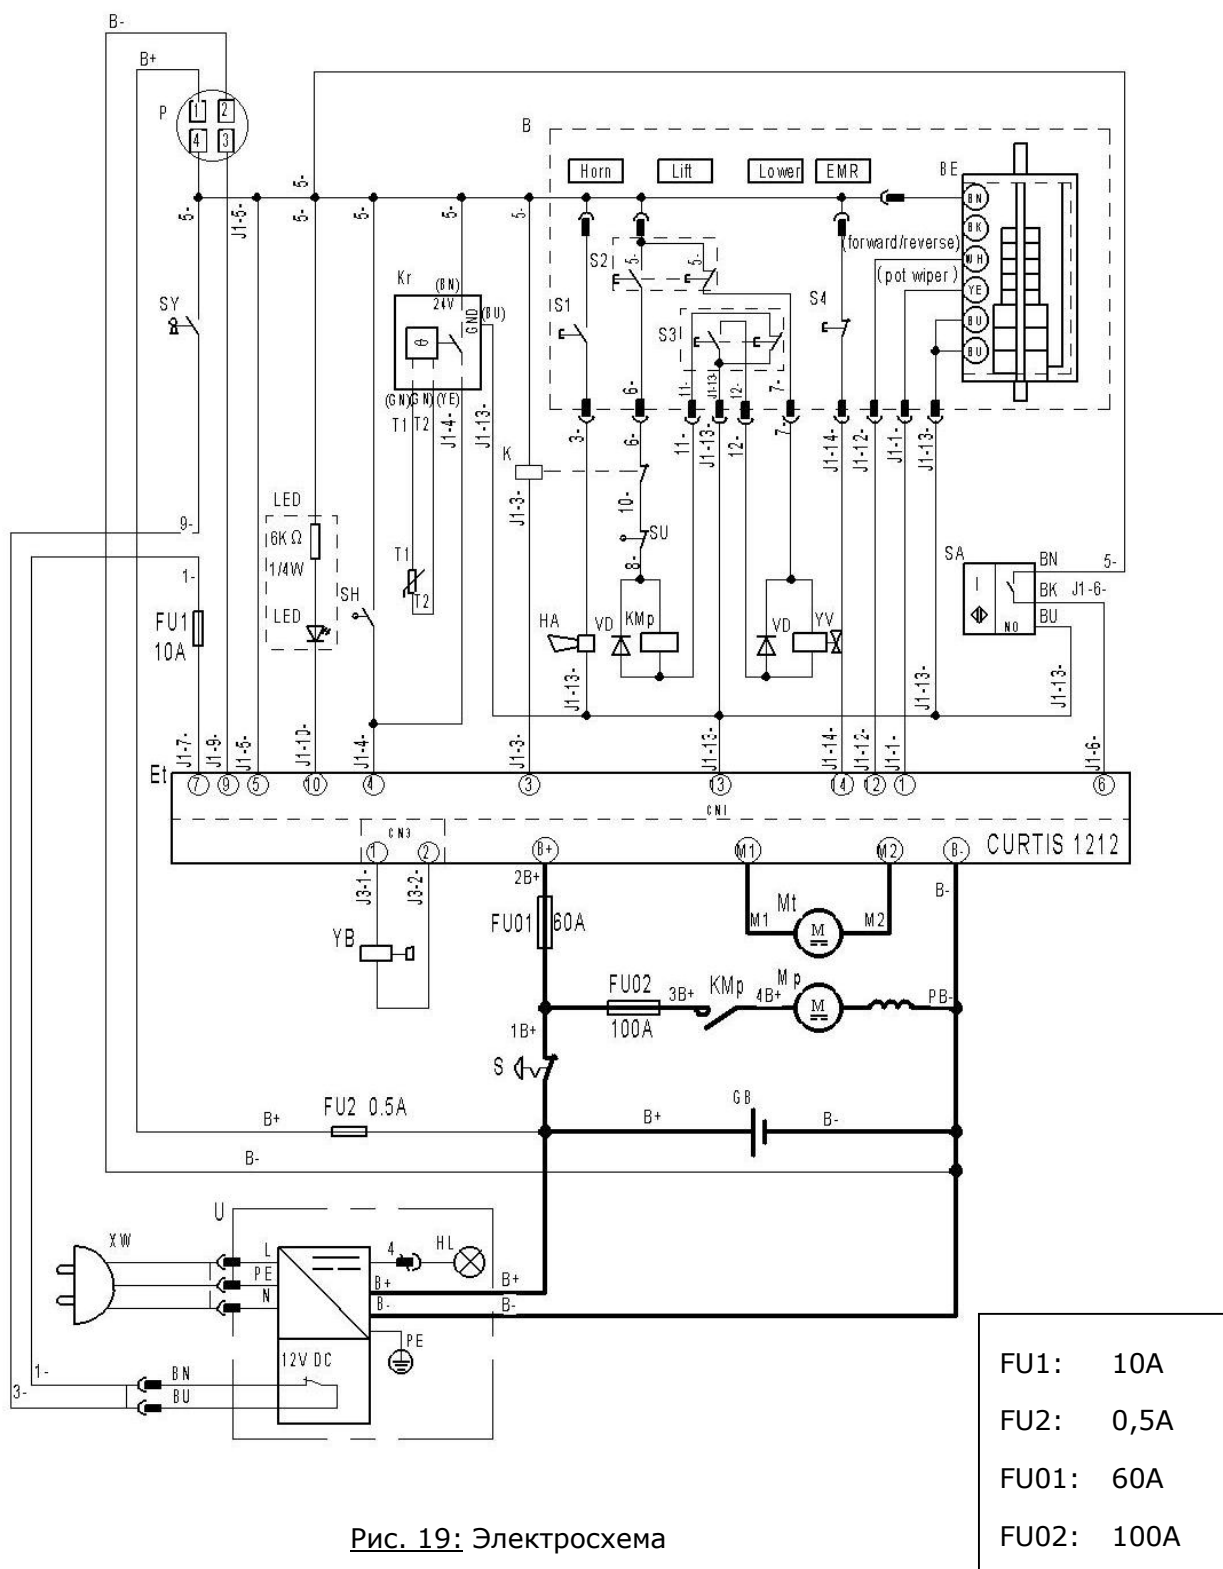 B-
B+
P
1 2
4 3
B
Horn Lift Lower EMR
BE
BN
BK
(forward/reverse)
WH
(pot wiper)
YE
BU
BU
5-
5- J1-5- 5- 5- 5- 5-
SY
Kr
(BN)
24V
GND
(BU)
θ
(GN) (GN) (YE)
T1 T2
J1-4-
J1-13-
S1
S2
5- 5-
S3
S4
6- 11- J1-13- 12- 7-
3- 6- 11- J1-13- 12- 7- J1-14- J1-12- J1-1- J1-13-
K
J1-3-
10-
SU
8-
9-
1-
FU1
10A
LED
6KΩ
1/4W
LED
T1
T2
SH
HA
VD
KMp
VD
YV
SA
I
NO
BN 5-
BK J1-6-
BU
J1-13- J1-13- J1-13-
J1-7- J1-9- J1-5- J1-10- J1-4- J1-3- J1-13- J1-14- J1-12- J1-1- J1-6-
Et
7 9 5 10 4 3 13 14 12 1 6
CN1
CN3
1 2 B+ M1 M2 B-
CURTIS 1212
J3-1- J3-2-
YB
2B+
FU01 60A
B-
Mt
M1 M M2
FU02
100A
3B+ KMp 4B+ Mp
M
PB-
1B+
S
FU2 0.5A
B+
GB
B+ B-
B-
U
XW
L
PE
N
4 HL
B+ B+
B- B-
PE
12V DC
1- BN
3- BU
FU1: 10A
FU2: 0,5A
FU01: 60A
FU02: 100A
Рис. 19: Электросхема